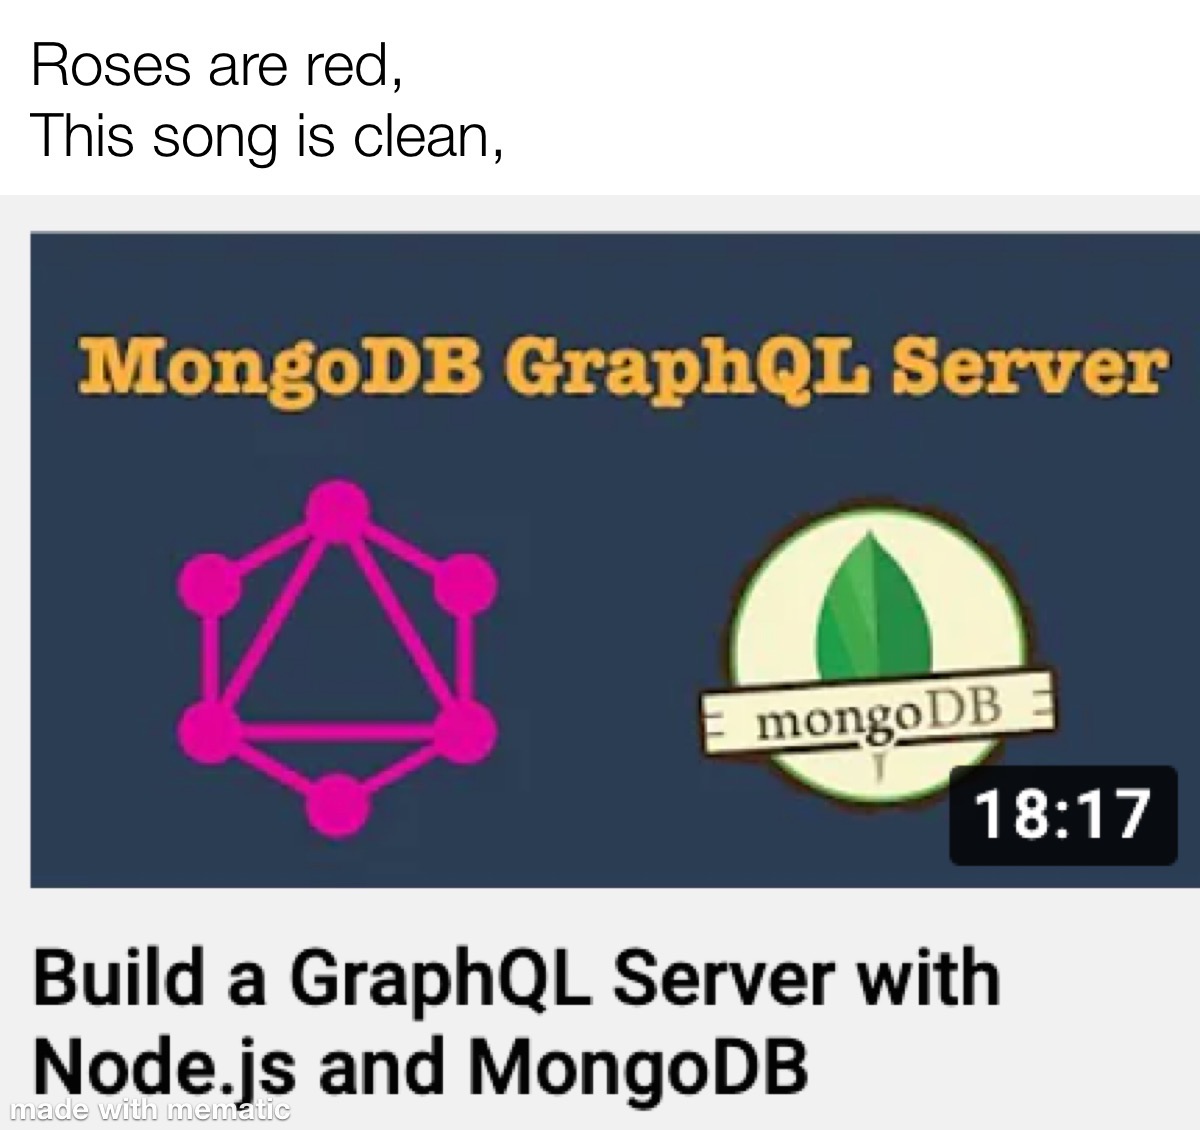 Roses are red,
This song is clean,
MongoDB GraphQL Server
mongoDB
18:17
Build a GraphQL Server with
Node.js and MongoDB
made with mematic